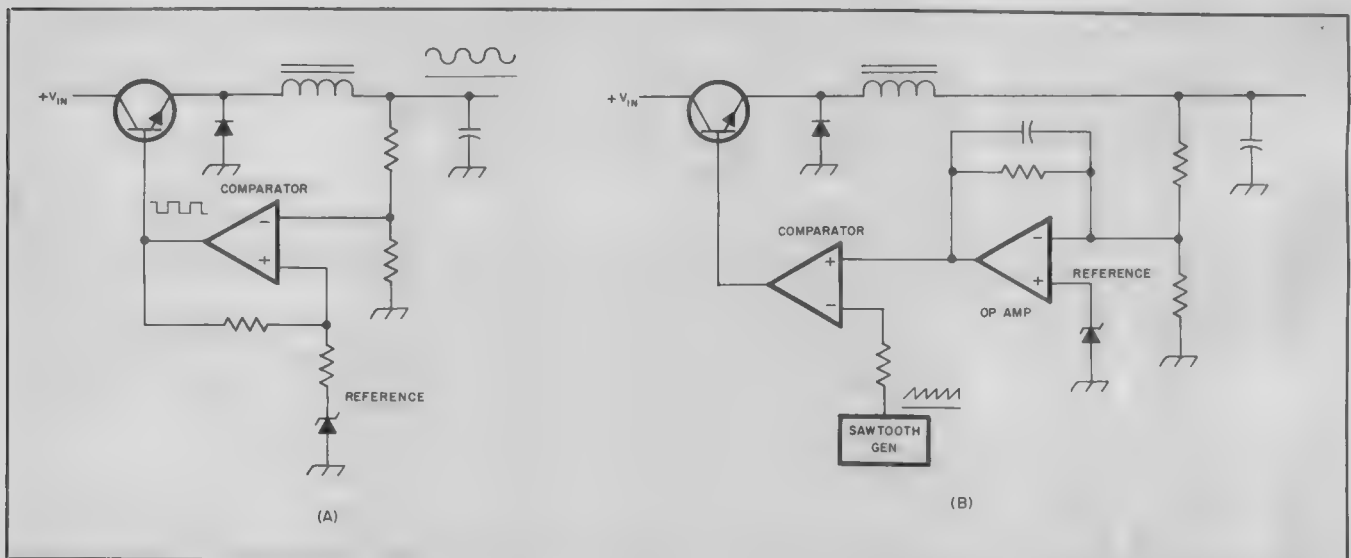 +VIN
COMPARATOR
-
+
REFERENCE
(A)
+VIN
COMPARATOR
+
-
-
+
REFERENCE
OP AMP
SAWTOOTH
GEN
(B)